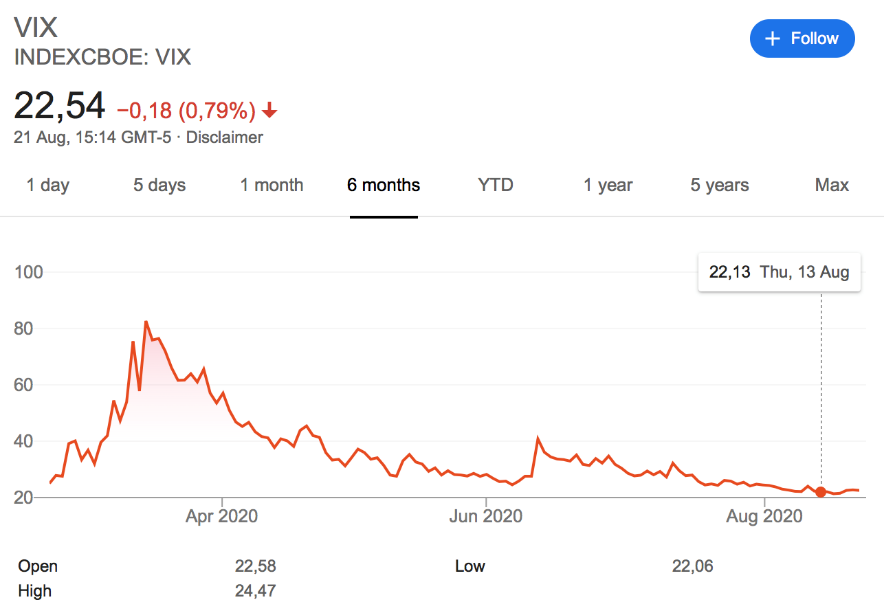 VIX
INDEXCBOE: VIX
+ Follow
22,54 −0,18 (0,79%) ↓
21 Aug, 15:14 GMT-5 · Disclaimer
1 day 5 days 1 month 6 months YTD 1 year 5 years Max
22,13 Thu, 13 Aug
100
80
60
40
20
Apr 2020 Jun 2020 Aug 2020
Open 22,58 Low 22,06
High 24,47